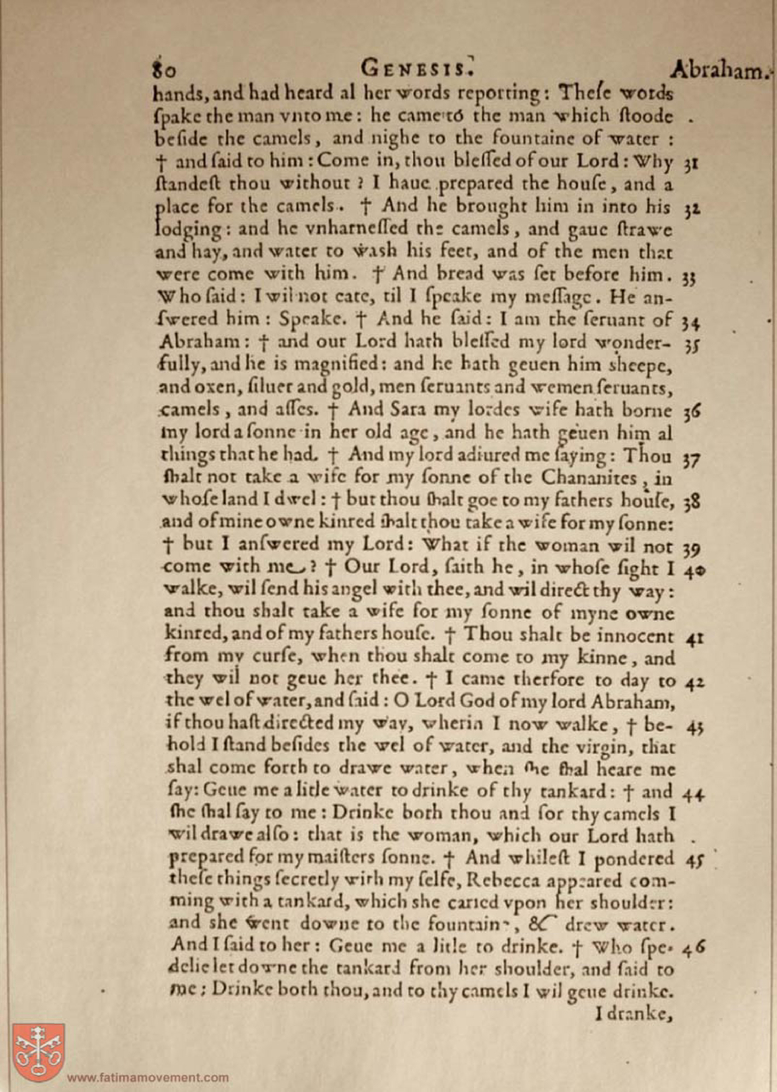 80 GENESIS. Abraham.
hands, and had heard al her words reporting: Theſe words
ſpake the man vnto me: he came to the man which ſtoode
beſide the camels, and nighe to the fountaine of water:
† and ſaid to him: Come in, thou bleſſed of our Lord: Why 31
ſtandeſt thou without? I haue prepared the houſe, and a
place for the camels. † And he brought him in into his 32
lodging: and he vnharneſſed the camels, and gaue ſtrawe
and hay, and water to waſh his feet, and of the men that
were come with him. † And bread was ſet before him. 33
Who ſaid: I wil not eate, til I ſpeake my meſſage. He an-
ſwered him: Speake. † And he ſaid: I am the ſeruant of 34
Abraham: † and our Lord hath bleſſed my lord wonder- 35
fully, and he is magnified: and he hath geuen him ſheepe,
and oxen, ſiluer and gold, men ſeruants and wemen ſeruants,
camels, and aſſes. † And Sara my lordes wife hath borne 36
my lord a ſonne in her old age, and he hath geuen him al
things that he had. † And my lord adiured me ſaying: Thou 37
ſhalt not take a wife for my ſonne of the Chananites, in
whoſe land I dwel: † but thou ſhalt goe to my fathers houſe, 38
and of mine owne kinred ſhalt thou take a wife for my ſonne:
† but I anſwered my Lord: What if the woman wil not 39
come with me? † Our Lord, ſaith he, in whoſe ſight I 40
walke, wil ſend his angel with thee, and wil direct thy way:
and thou shalt take a wife for my ſonne of myne owne
kinred, and of my fathers houſe. † Thou shalt be innocent 41
from my curſe, when thou shalt come to my kinne, and
they wil not geue her thee. † I came therfore to day to 42
the wel of water, and ſaid: O Lord God of my lord Abraham,
if thou haſt directed my way, wherin I now walke, † be- 43
hold I ſtand beſides the wel of water, and the virgin, that
shal come forth to drawe water, when ſhe ſhal heare me
ſay: Geue me a litle water to drinke of thy tankard: † and 44
ſhe ſhal ſay to me: Drinke both thou and for thy camels I
wil drawe alſo: that is the woman, which our Lord hath
prepared for my maiſters ſonne. † And whileſt I pondered 45
theſe things ſecretly with my ſelfe, Rebecca appeared com-
ming with a tankard, which she caried vpon her shoulder:
and she went downe to the fountaine, & drew water.
And I ſaid to her: Geue me a litle to drinke. † Who ſpe- 46
delie let downe the tankard from her shoulder, and ſaid to
me: Drinke both thou, and to thy camels I wil geue drinke.
I dranke,
www.fatimamovement.com